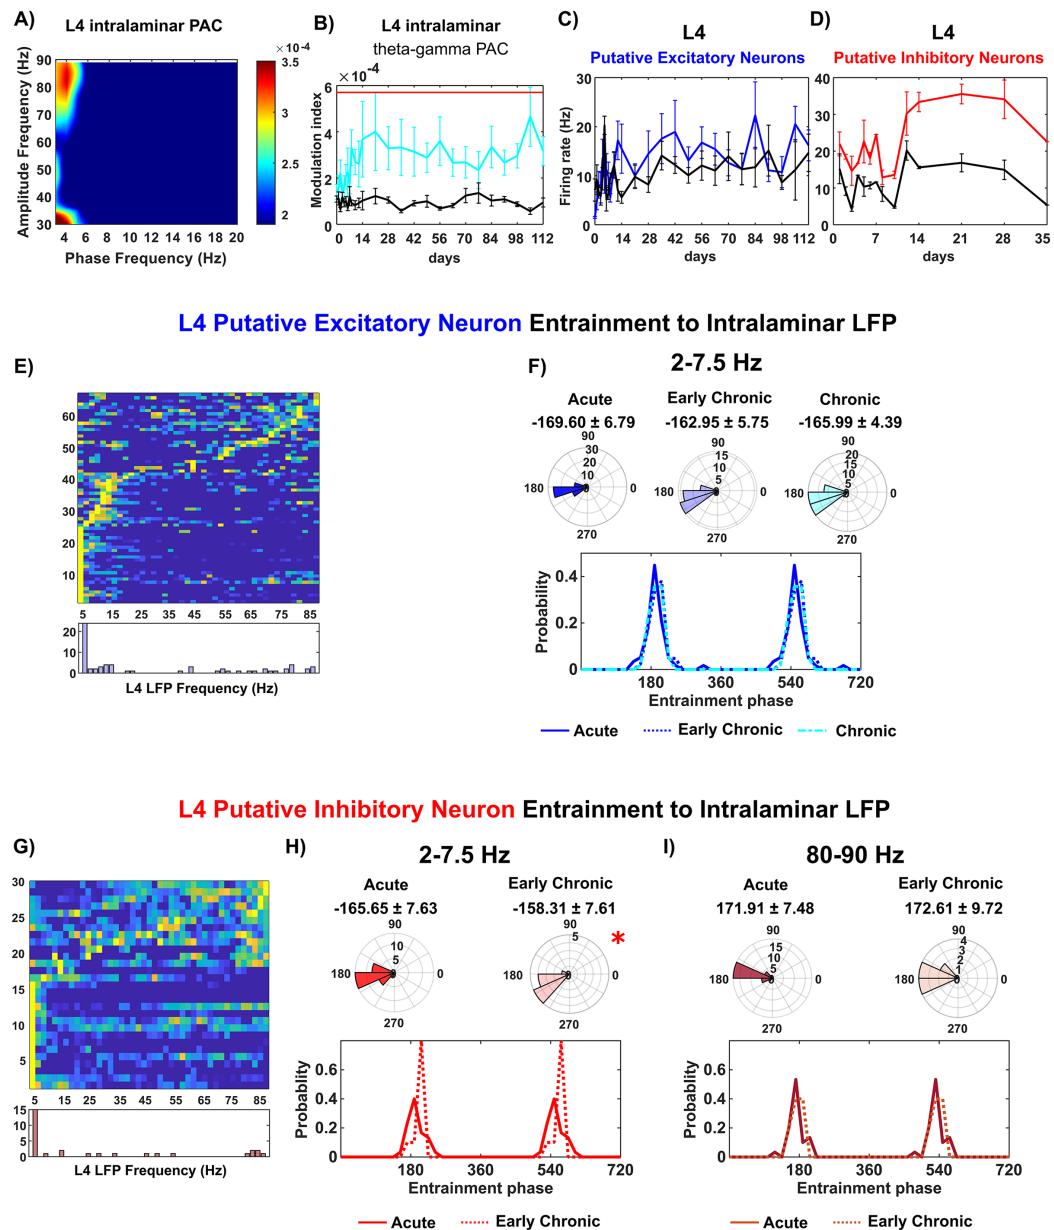 A)
L4 intralaminar PAC
× 10-4
Amplitude Frequency (Hz)
90
80
70
60
50
40
30
4 6 8 10 12 14 16 18 20
Phase Frequency (Hz)
3.5
3
2.5
2
B)
L4 intralaminar
theta-gamma PAC
× 10-4
Modulation index
6
4
2
0
0 14 28 42 56 70 84 98 112
days
C)
L4
Putative Excitatory Neurons
Firing rate (Hz)
30
20
10
0
0 14 28 42 56 70 84 98 112
days
D)
L4
Putative Inhibitory Neurons
40
30
20
10
0
0 7 14 21 28 35
days
L4 Putative Excitatory Neuron Entrainment to Intralaminar LFP
E)
60
50
40
30
20
10
5 15 25 35 45 55 65 75 85
20
10
0
L4 LFP Frequency (Hz)
F)
2-7.5 Hz
Acute
-169.60 ± 6.79
90
30
20
10
0
180
0
270
Early Chronic
-162.95 ± 5.75
90
15
10
5
0
180
0
270
Chronic
-165.99 ± 4.39
90
20
15
10
5
0
180
0
270
Probability
0.4
0.2
0
180 360 540 720
Entrainment phase
Acute Early Chronic Chronic
L4 Putative Inhibitory Neuron Entrainment to Intralaminar LFP
G)
30
25
20
15
10
5
5 15 25 35 45 55 65 75 85
15
10
5
0
L4 LFP Frequency (Hz)
H)
2-7.5 Hz
Acute
-165.65 ± 7.63
90
15
10
5
0
180
0
270
Early Chronic
-158.31 ± 7.61
90
5
0
180
0
270
*
Probablity
0.8
0.6
0.4
0.2
0
180 360 540 720
Entrainment phase
Acute Early Chronic
I)
80-90 Hz
Acute
171.91 ± 7.48
90
15
10
5
0
180
0
270
Early Chronic
172.61 ± 9.72
90
4
3
2
1
0
180
0
270
Probablity
0.8
0.6
0.4
0.2
0
180 360 540 720
Entrainment phase
Acute Early Chronic